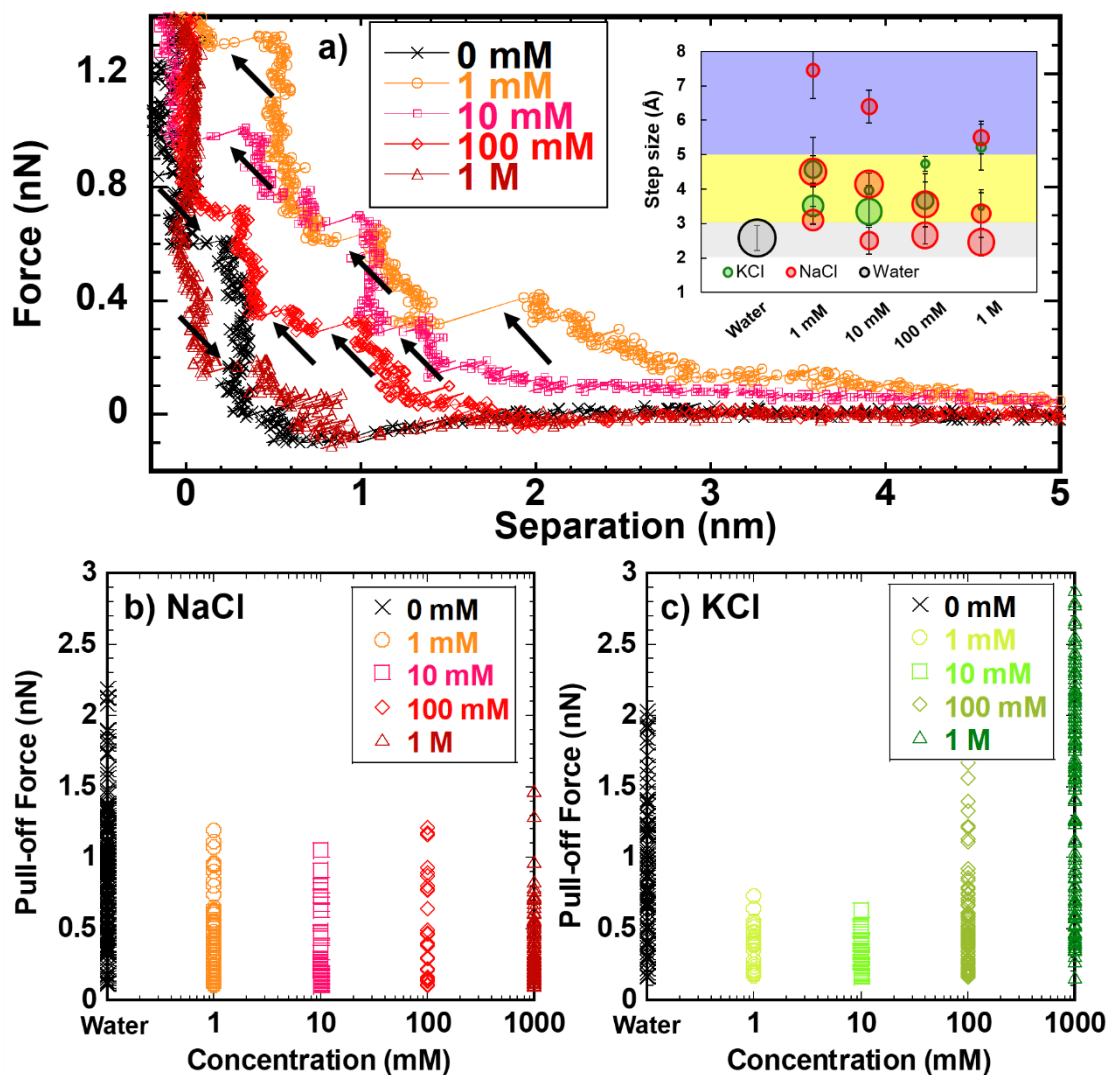 a)
0 mM
1 mM
10 mM
100 mM
1 M
Force (nN)
1.2
0.8
0.4
0
0
1
2
3
4
5
Separation (nm)
Step size (Å)
8
7
6
5
4
3
2
1
KCl
NaCl
Water
Water
1 mM
10 mM
100 mM
1 M
b) NaCl
0 mM
1 mM
10 mM
100 mM
1 M
Pull-off Force (nN)
3
2.5
2
1.5
1
0.5
0
Water
1
10
100
1000
Concentration (mM)
c) KCl
0 mM
1 mM
10 mM
100 mM
1 M
Pull-off Force (nN)
3
2.5
2
1.5
1
0.5
0
Water
1
10
100
1000
Concentration (mM)